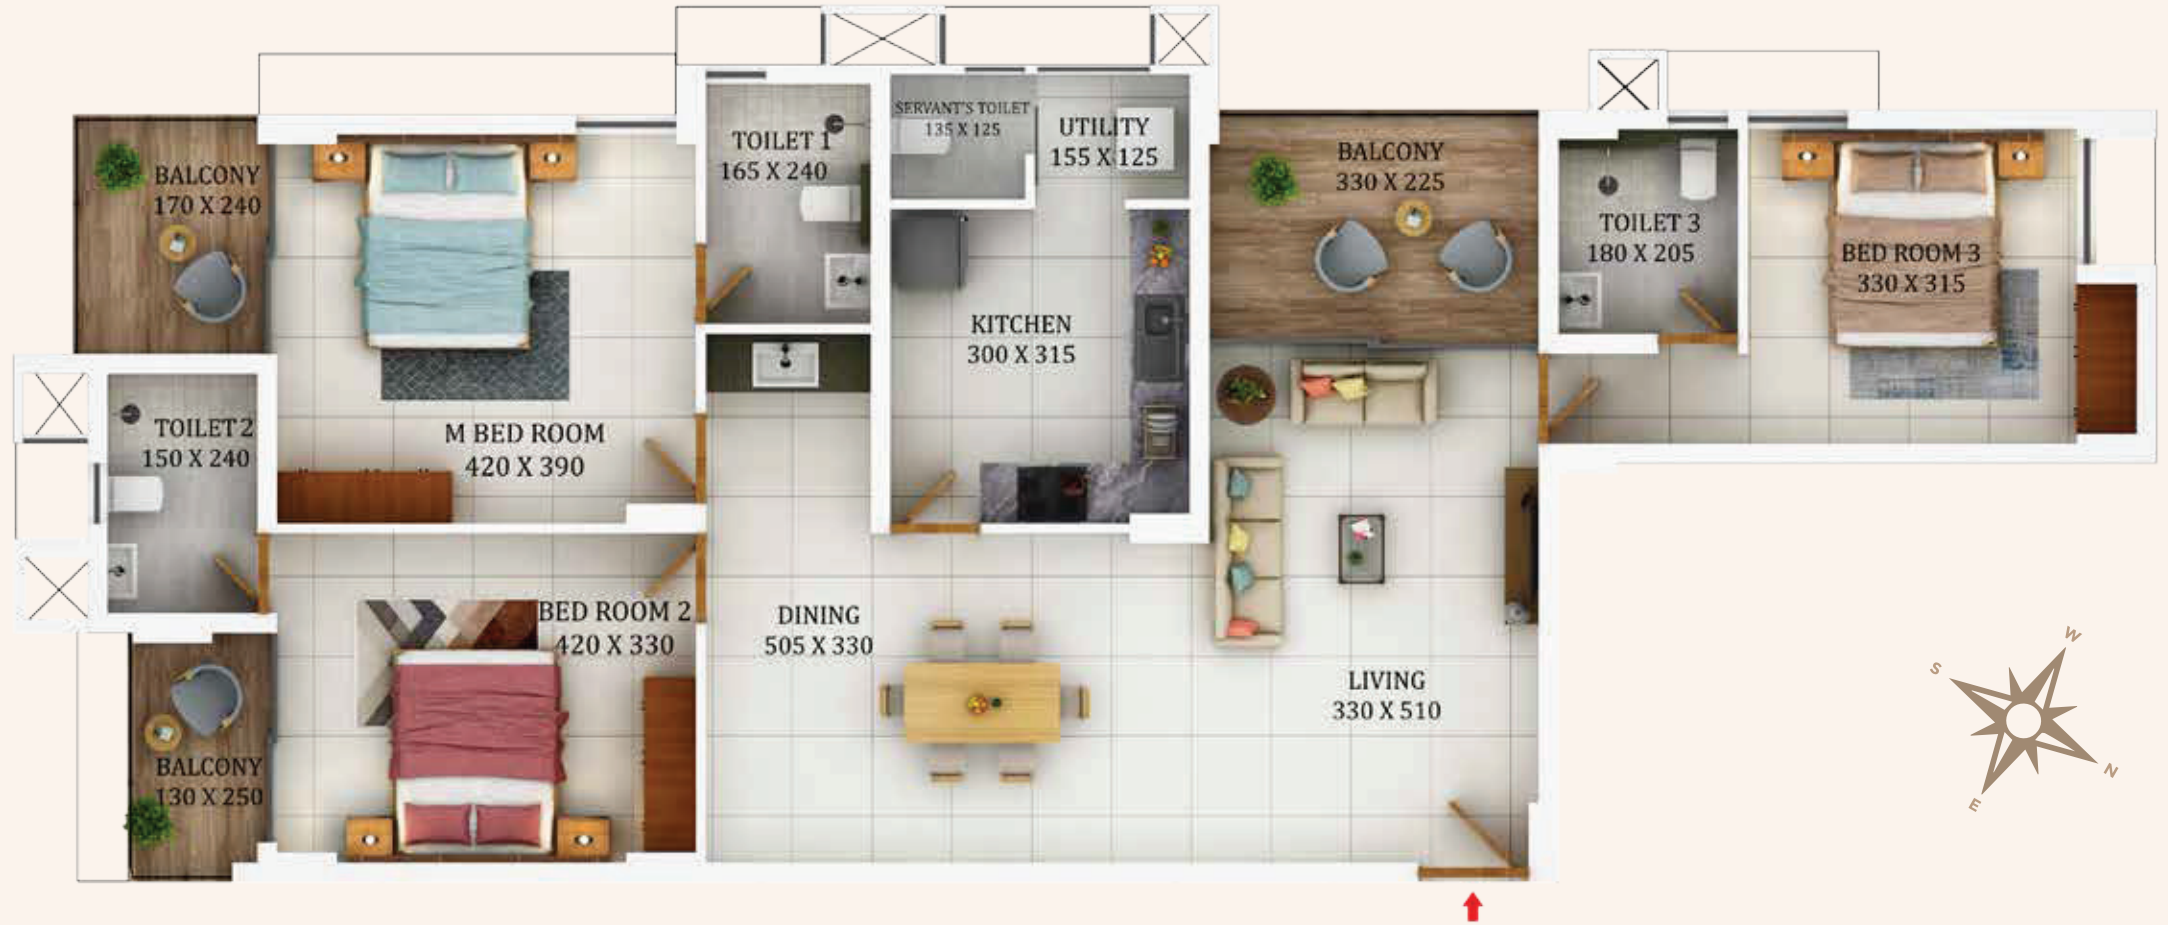 SERVANT'S TOILET
135 X 125
UTILITY
155 X 125
TOILET 1
165 X 240
BALCONY
170 X 240
BALCONY
330 X 225
TOILET 3
180 X 205
BED ROOM 3
330 X 315
KITCHEN
300 X 315
TOILET 2
150 X 240
M BED ROOM
420 X 390
BED ROOM 2
420 X 330
DINING
505 X 330
LIVING
330 X 510
BALCONY
130 X 250
W
S
N
E